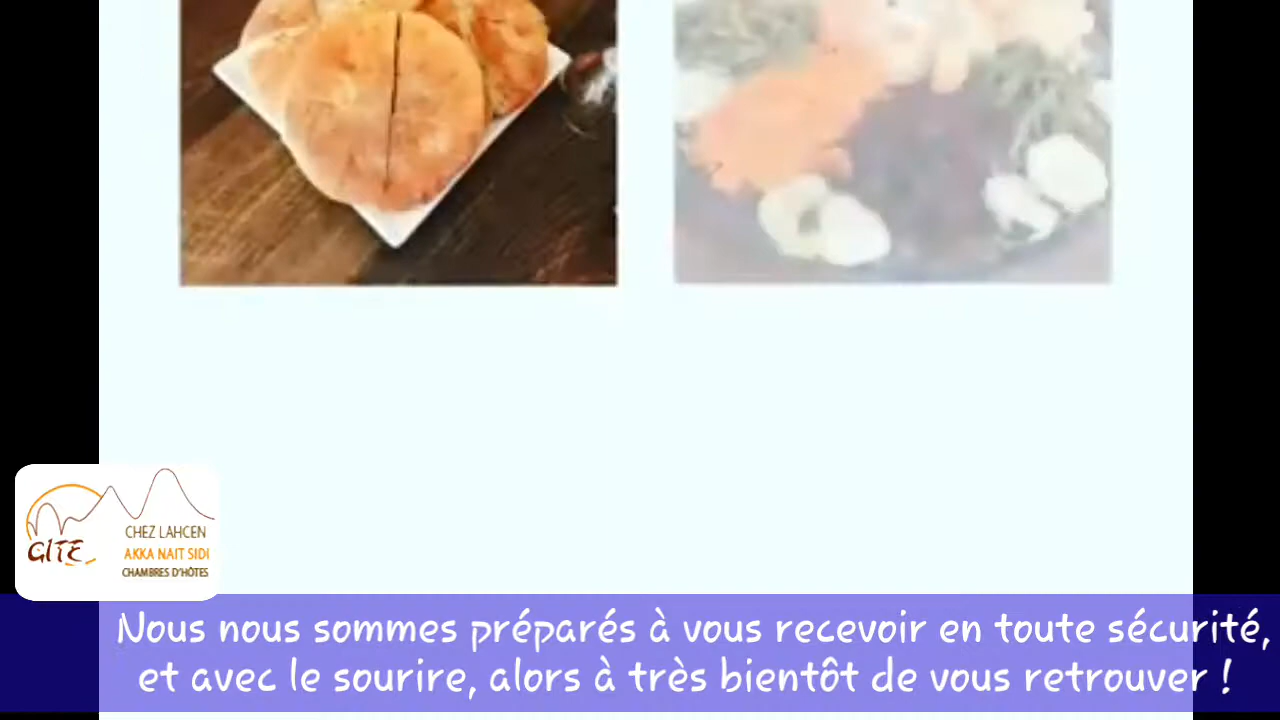 GITE
CHEZ LAHCEN
AKKA NAIT SIDI
CHAMBRES D'HÔTES
Nous nous sommes préparés à vous recevoir en toute sécurité,
et avec le sourire, alors à très bientôt de vous retrouver !